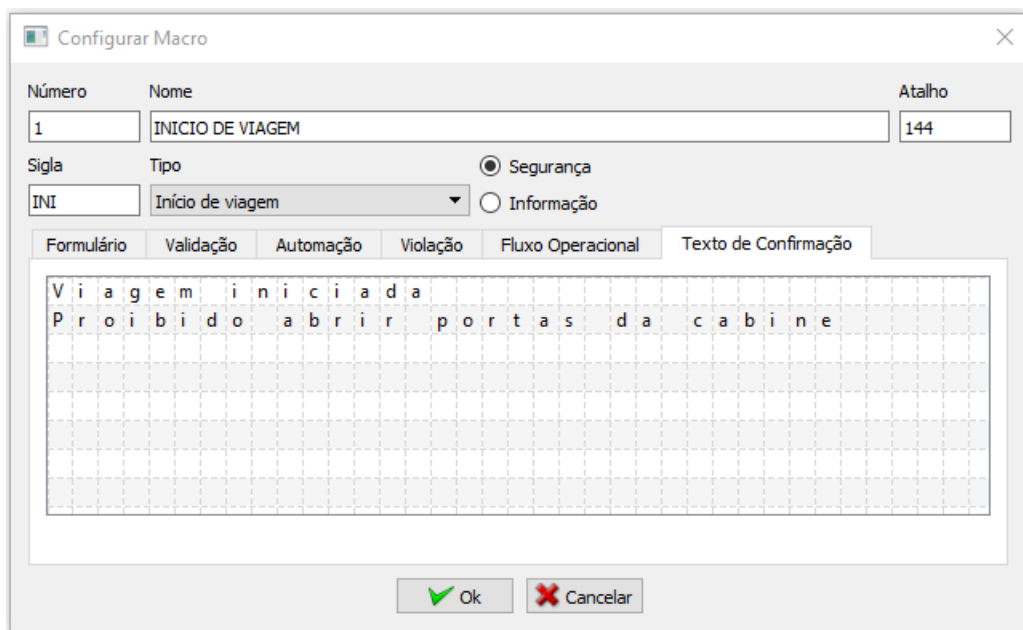 Configurar Macro
Número Nome Atalho
1 INICIO DE VIAGEM 144
Sigla Tipo Segurança
INI Início de viagem Informação
Formulário Validação Automação Violação Fluxo Operacional Texto de Confirmação
Viagem iniciada
Proibido abrir portas da cabine
Ok Cancelar